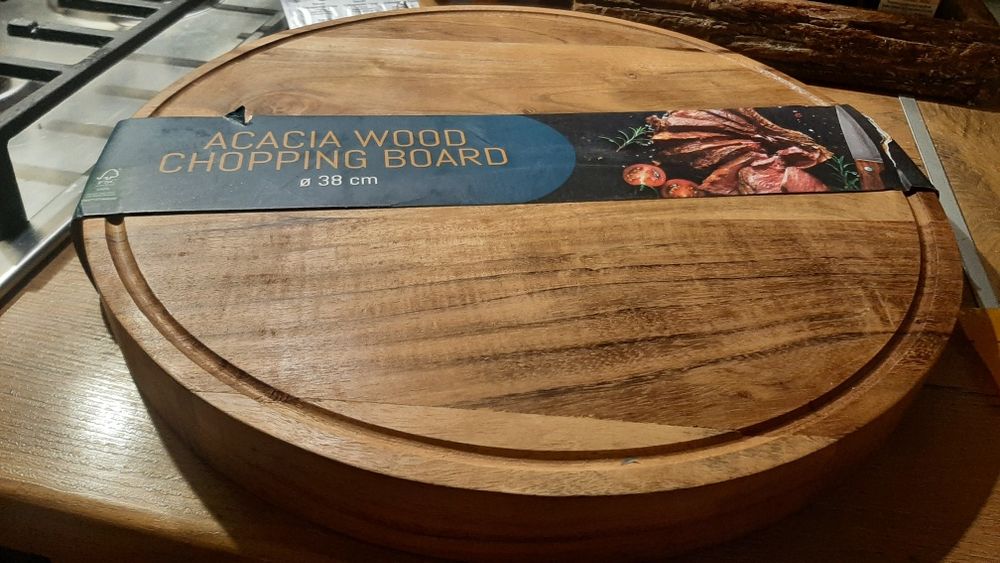 ACACIA WOOD
CHOPPING BOARD
ø 38 cm